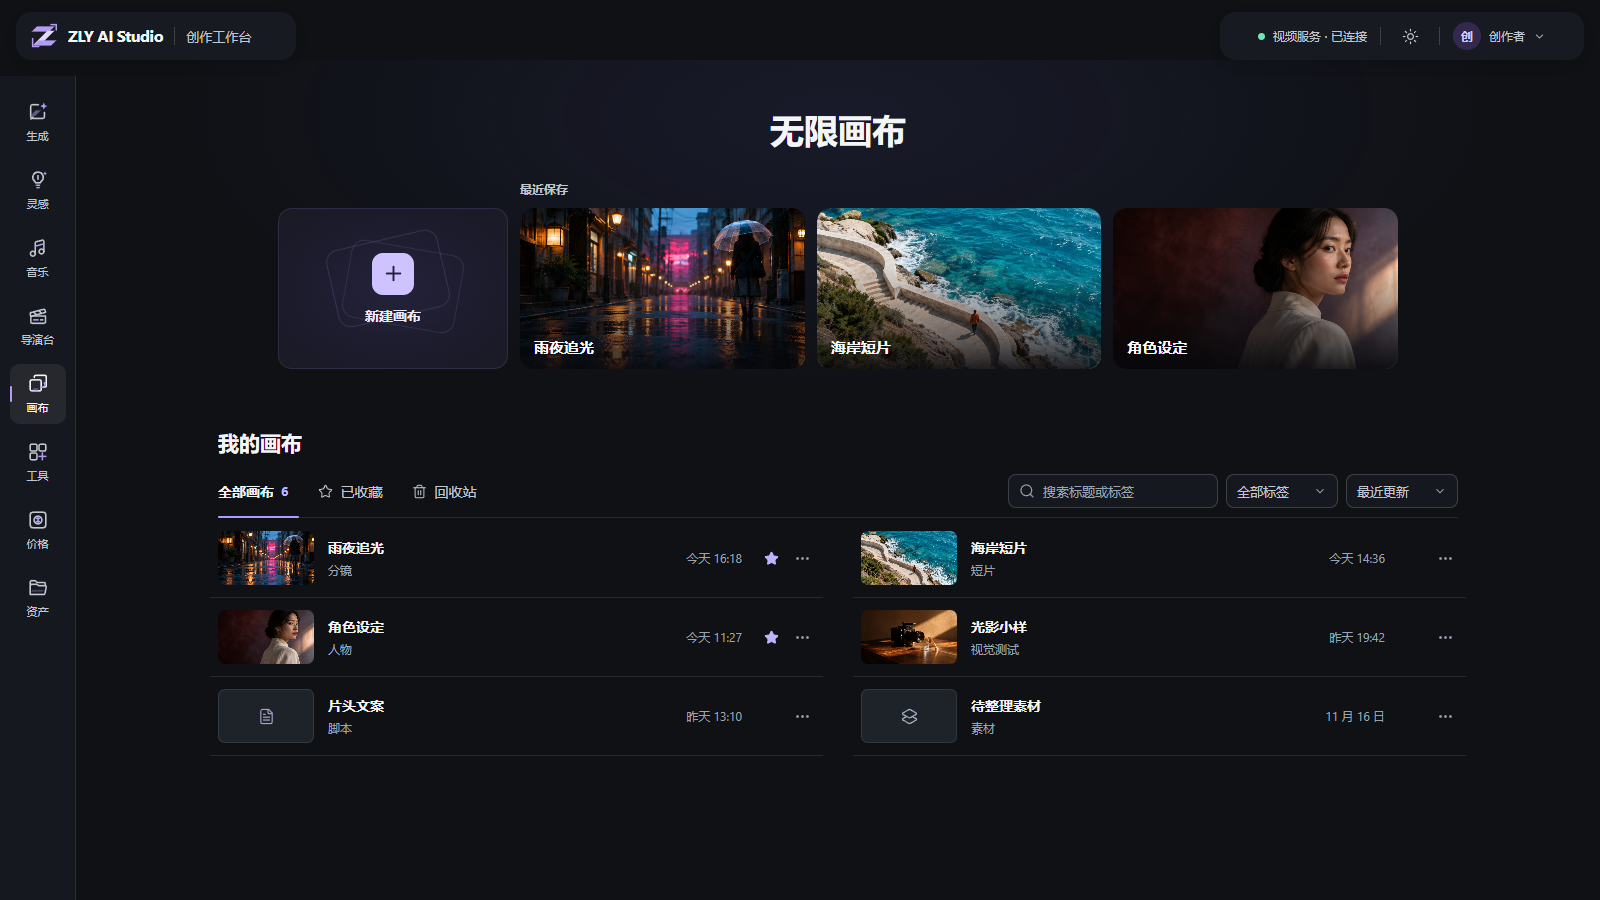 ZLY AI Studio
创作工作台
视频服务 · 已连接
创
创作者
生成
灵感
音乐
导演台
画布
工具
价格
资产
无限画布
最近保存
新建画布
雨夜追光
海岸短片
角色设定
我的画布
全部画布 6
已收藏
回收站
搜索标题或标签
全部标签
最近更新
雨夜追光
分镜
今天 16:18
海岸短片
短片
今天 14:36
角色设定
人物
今天 11:27
光影小样
视觉测试
昨天 19:42
片头文案
脚本
昨天 13:10
待整理素材
素材
11 月 16 日